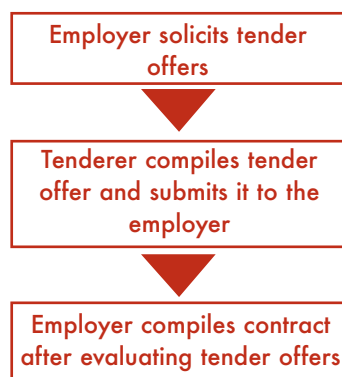 Employer solicits tender
offers
Tenderer compiles tender
offer and submits it to the
employer
Employer compiles contract
after evaluating tender offers